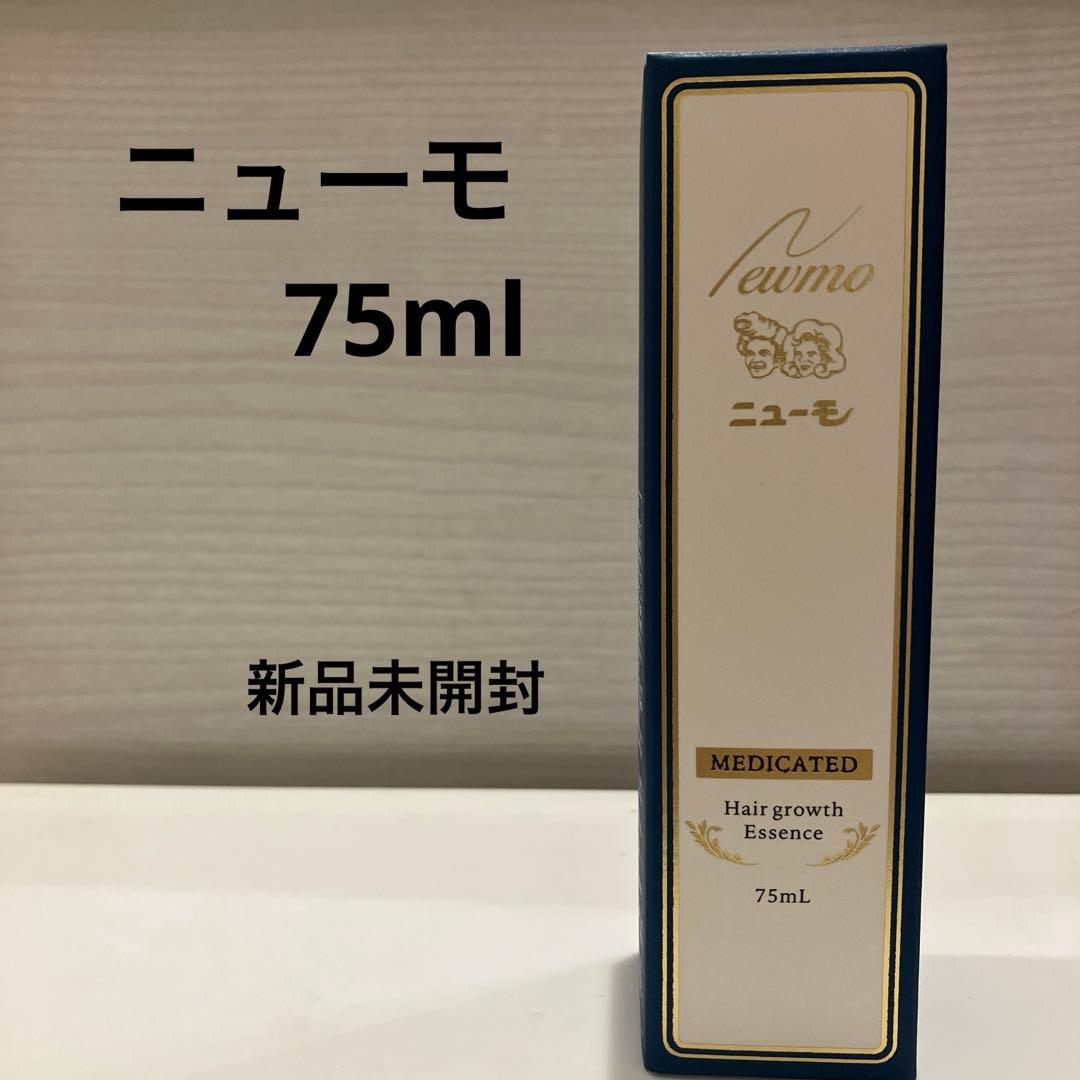 ニューモ
75ml
新品未開封
Newmo
ニューモ
MEDICATED
Hair growth
Essence
75mL